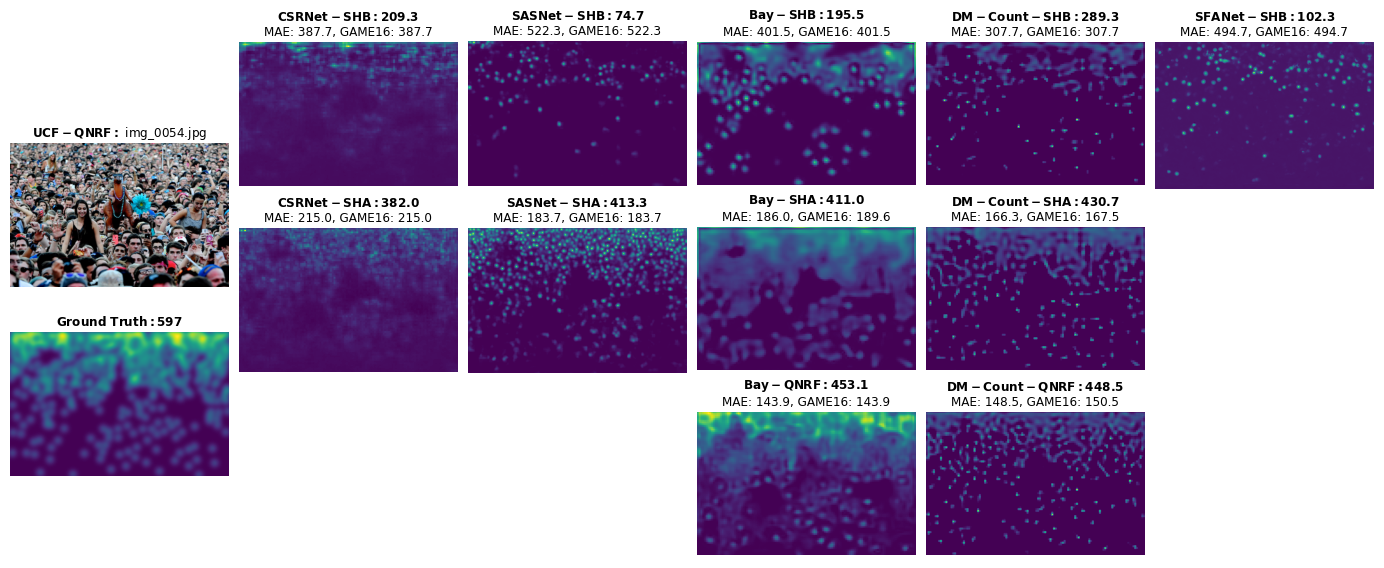 CSRNet−SHB: 209.3
MAE: 387.7, GAME16: 387.7
SASNet−SHB: 74.7
MAE: 522.3, GAME16: 522.3
Bay−SHB: 195.5
MAE: 401.5, GAME16: 401.5
DM−Count−SHB: 289.3
MAE: 307.7, GAME16: 307.7
SFANet−SHB: 102.3
MAE: 494.7, GAME16: 494.7
UCF−QNRF: img_0054.jpg
CSRNet−SHA: 382.0
MAE: 215.0, GAME16: 215.0
SASNet−SHA: 413.3
MAE: 183.7, GAME16: 183.7
Bay−SHA: 411.0
MAE: 186.0, GAME16: 189.6
DM−Count−SHA: 430.7
MAE: 166.3, GAME16: 167.5
Ground Truth: 597
Bay−QNRF: 453.1
MAE: 143.9, GAME16: 143.9
DM−Count−QNRF: 448.5
MAE: 148.5, GAME16: 150.5